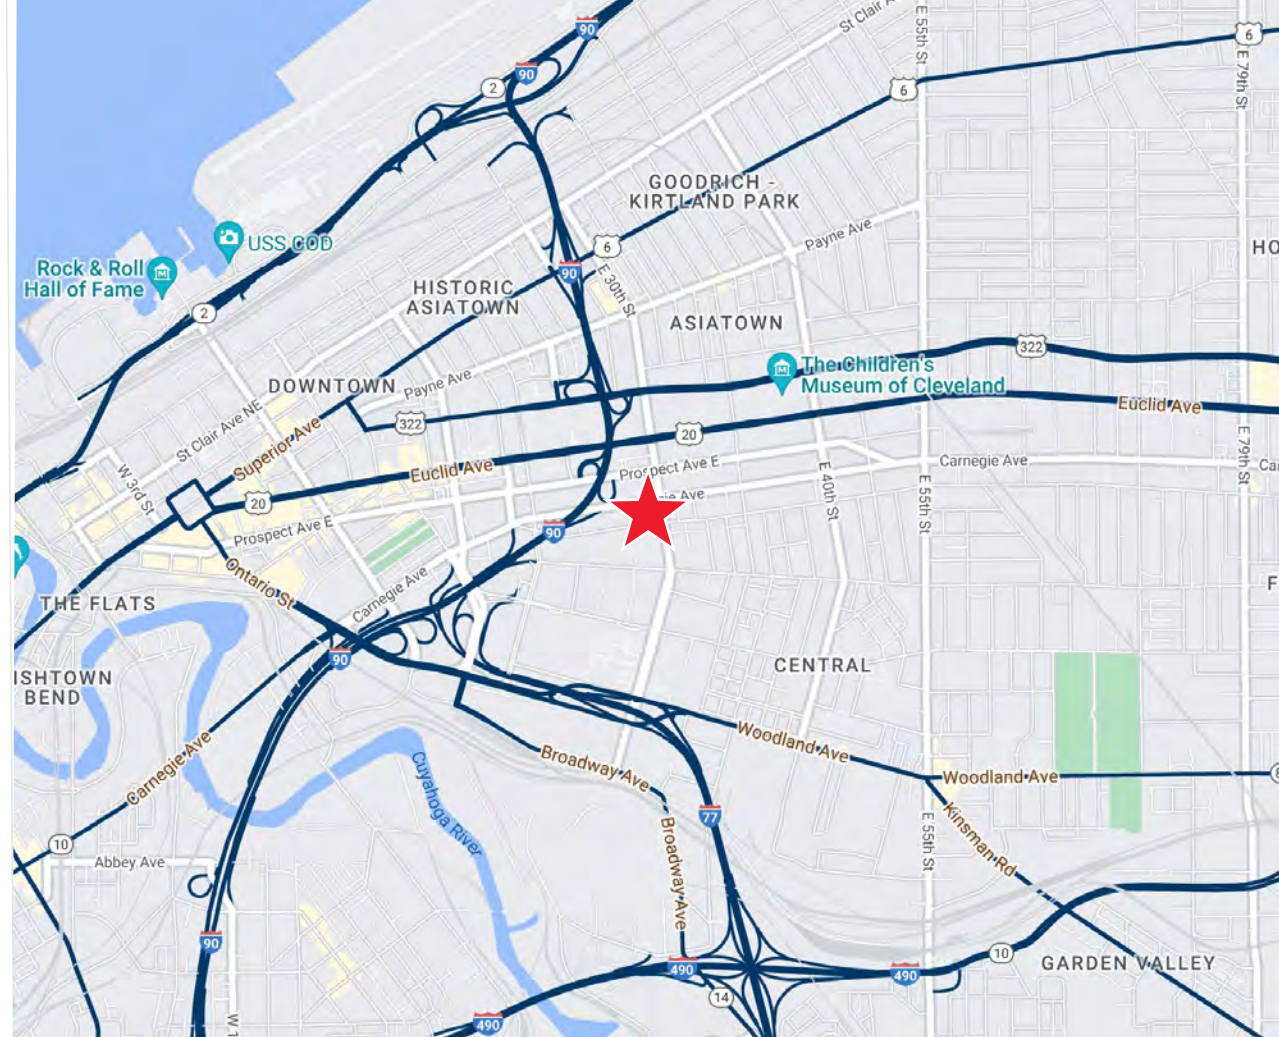 St Clair A
E 55th St
6
E 79th St
90
90
2
6
GOODRICH -
KIRTLAND PARK
Payne Ave
USS COD
Rock & Roll
Hall of Fame
6
90
E 30th St
HO
HISTORIC
ASIATOWN
2
ASIATOWN
322
The Children's
Museum of Cleveland
DOWNTOWN
Payne Ave
322
St Clair Ave NE
Superior Ave
Euclid Ave
20
Euclid Ave
E 79th St
W 3rd St
Prospect Ave E
Carnegie Ave
Car
E 40th St
E 55th St
20
gie Ave
Prospect Ave E
90
Ontario St
Carnegie Ave
THE FLATS
F
90
ISHTOWN
BEND
CENTRAL
Woodland Ave
Carnegie Ave
Broadway Ave
Woodland Ave
8
Cuyahoga River
77
10
Abbey Ave
Broadway Ave
E 55th St
Kinsman Rd
90
490
490
10
GARDEN VALLEY
14
490
W 1